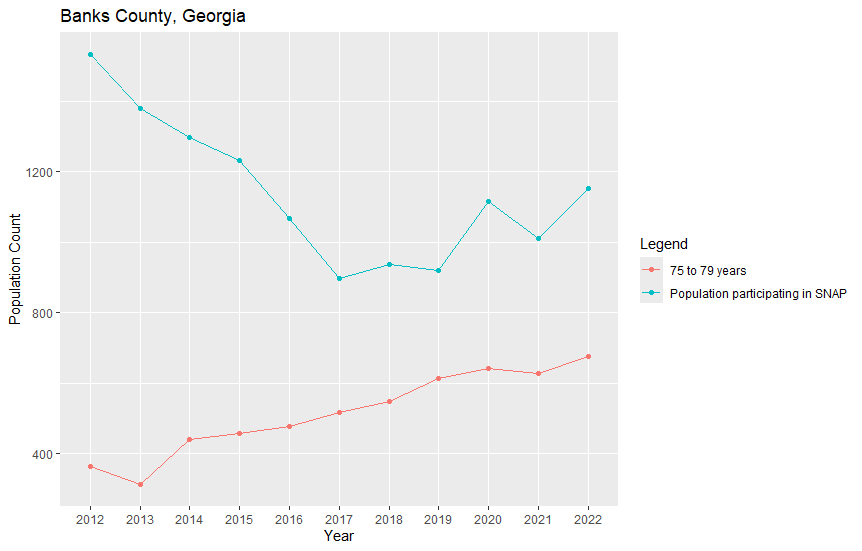 Banks County, Georgia
Population Count
1200
800
400
2012 2013 2014 2015 2016 2017 2018 2019 2020 2021 2022
Year
Legend
75 to 79 years
Population participating in SNAP